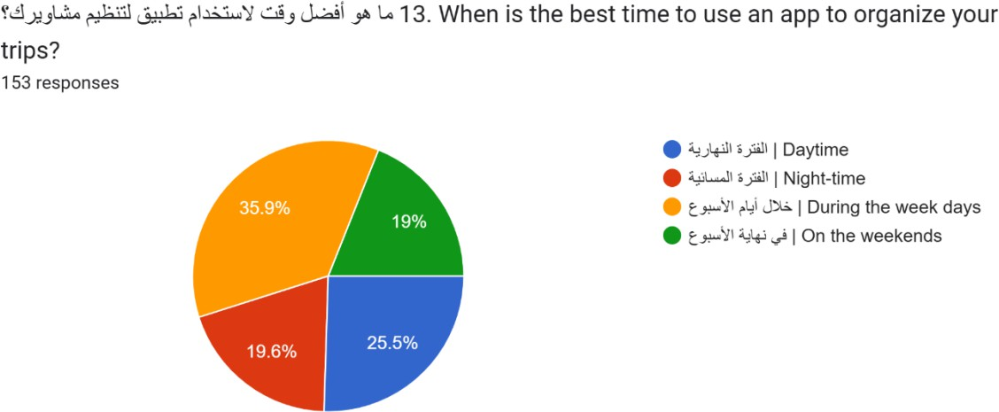 ما هو أفضل وقت لاستخدام تطبيق لتنظيم مشاويرك؟ 13. When is the best time to use an app to organize your
trips?
153 responses
35.9%
19%
19.6%
25.5%
الفترة النهارية | Daytime
الفترة المسائية | Night-time
خلال أيام الأسبوع | During the week days
في نهاية الأسبوع | On the weekends